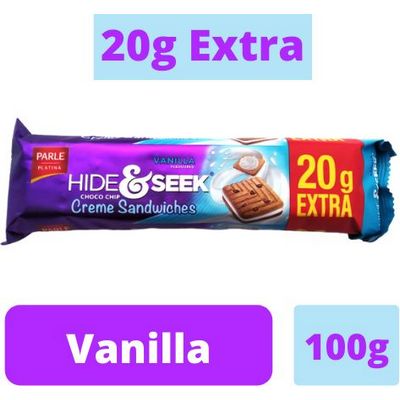 20g Extra
PARLE
PLATINA
VANILLA
HIDE & SEEK
CHOCO CHIP
Creme Sandwiches
20g
EXTRA
Vanilla
100g